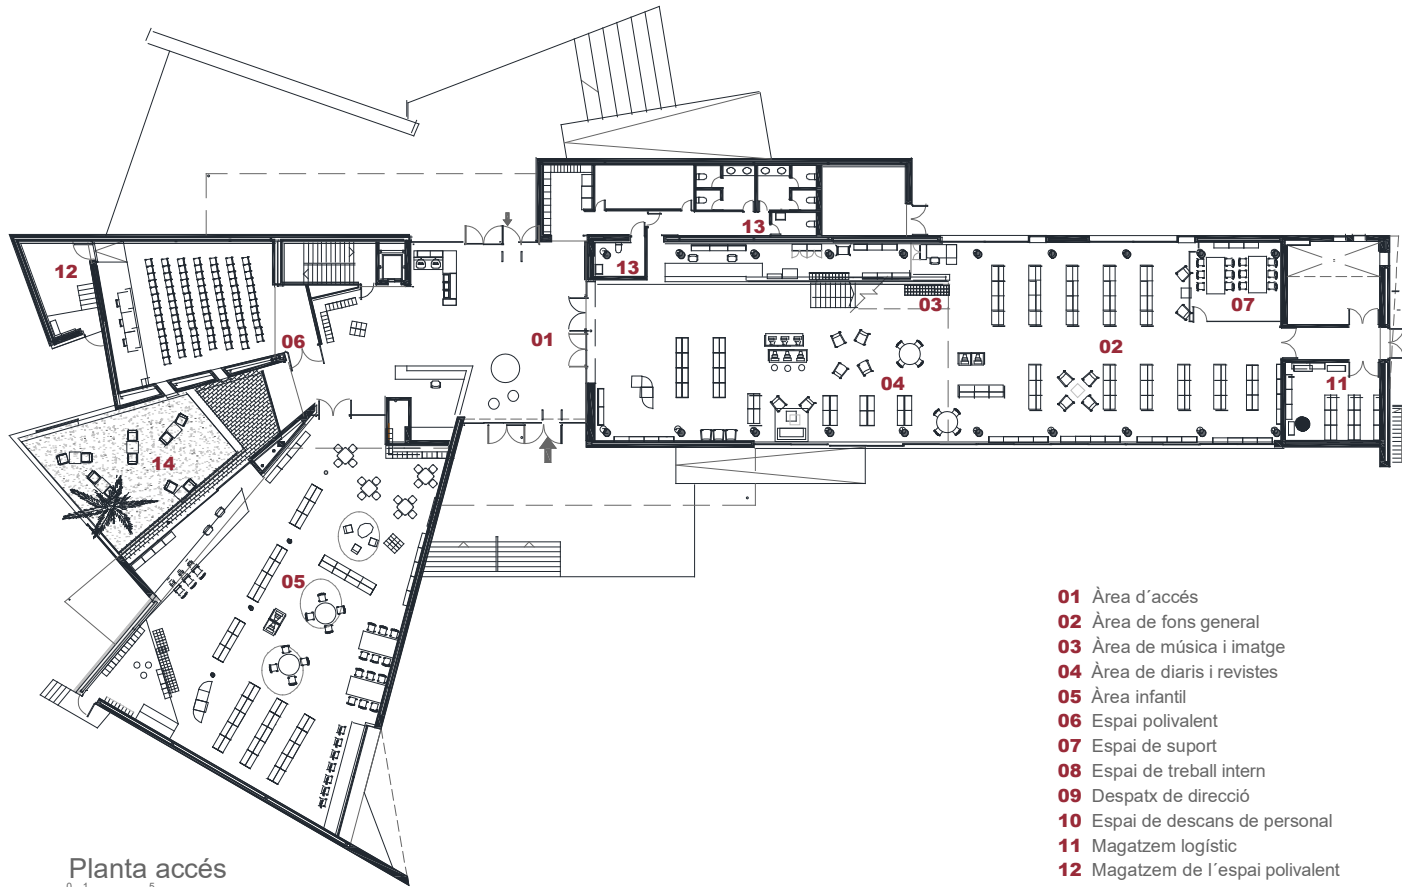 12
13
13
03
07
01
06
02
04
11
14
05
01 Àrea d´accés
02 Àrea de fons general
03 Àrea de música i imatge
04 Àrea de diaris i revistes
05 Àrea infantil
06 Espai polivalent
07 Espai de suport
08 Espai de treball intern
09 Despatx de direcció
10 Espai de descans de personal
11 Magatzem logístic
12 Magatzem de l´espai polivalent
Planta accés
0 1 5